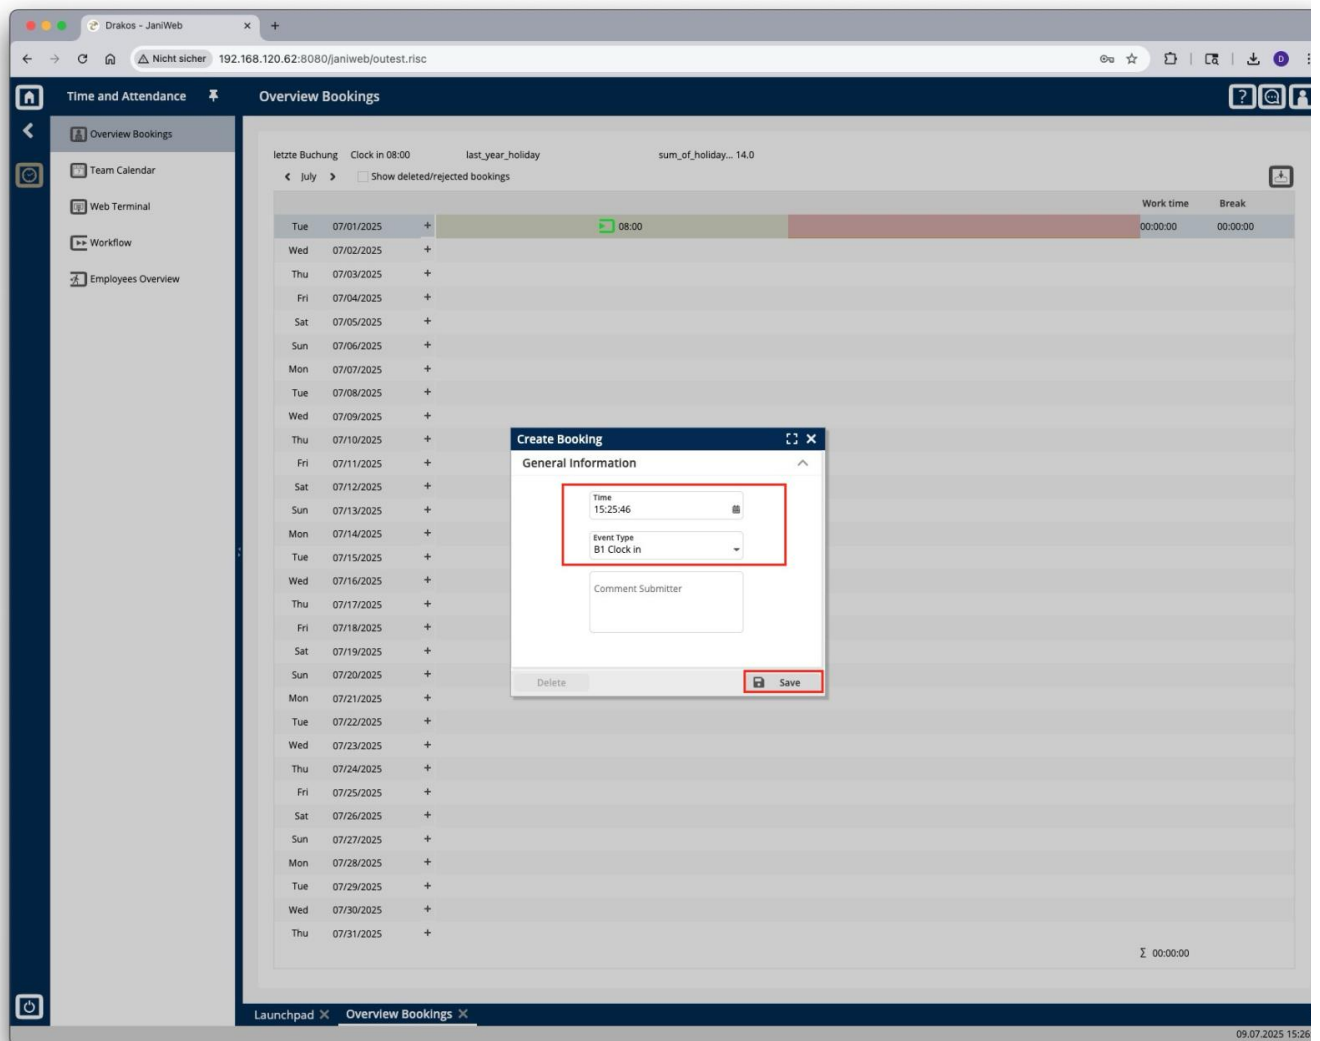 Drakos - JaniWeb
Nicht sicher 192.168.120.62:8080/janiweb/outest.risc
D
Time and Attendance
Overview Bookings
Overview Bookings
Team Calendar
Web Terminal
Workflow
Employees Overview
letzte Buchung Clock in 08:00 last_year_holiday sum_of_holiday... 14.0
July Show deleted/rejected bookings
Work time Break
Tue 07/01/2025 + 08:00 00:00:00 00:00:00
Wed 07/02/2025 +
Thu 07/03/2025 +
Fri 07/04/2025 +
Sat 07/05/2025 +
Sun 07/06/2025 +
Mon 07/07/2025 +
Tue 07/08/2025 +
Wed 07/09/2025 +
Thu 07/10/2025 +
Fri 07/11/2025 +
Sat 07/12/2025 +
Sun 07/13/2025 +
Mon 07/14/2025 +
Tue 07/15/2025 +
Wed 07/16/2025 +
Thu 07/17/2025 +
Fri 07/18/2025 +
Sat 07/19/2025 +
Sun 07/20/2025 +
Mon 07/21/2025 +
Tue 07/22/2025 +
Wed 07/23/2025 +
Thu 07/24/2025 +
Fri 07/25/2025 +
Sat 07/26/2025 +
Sun 07/27/2025 +
Mon 07/28/2025 +
Tue 07/29/2025 +
Wed 07/30/2025 +
Thu 07/31/2025 +
Σ 00:00:00
Create Booking
General Information
Time
15:25:46
Event Type
B1 Clock in
Comment Submitter
Delete
Save
Launchpad Overview Bookings
09.07.2025 15:26